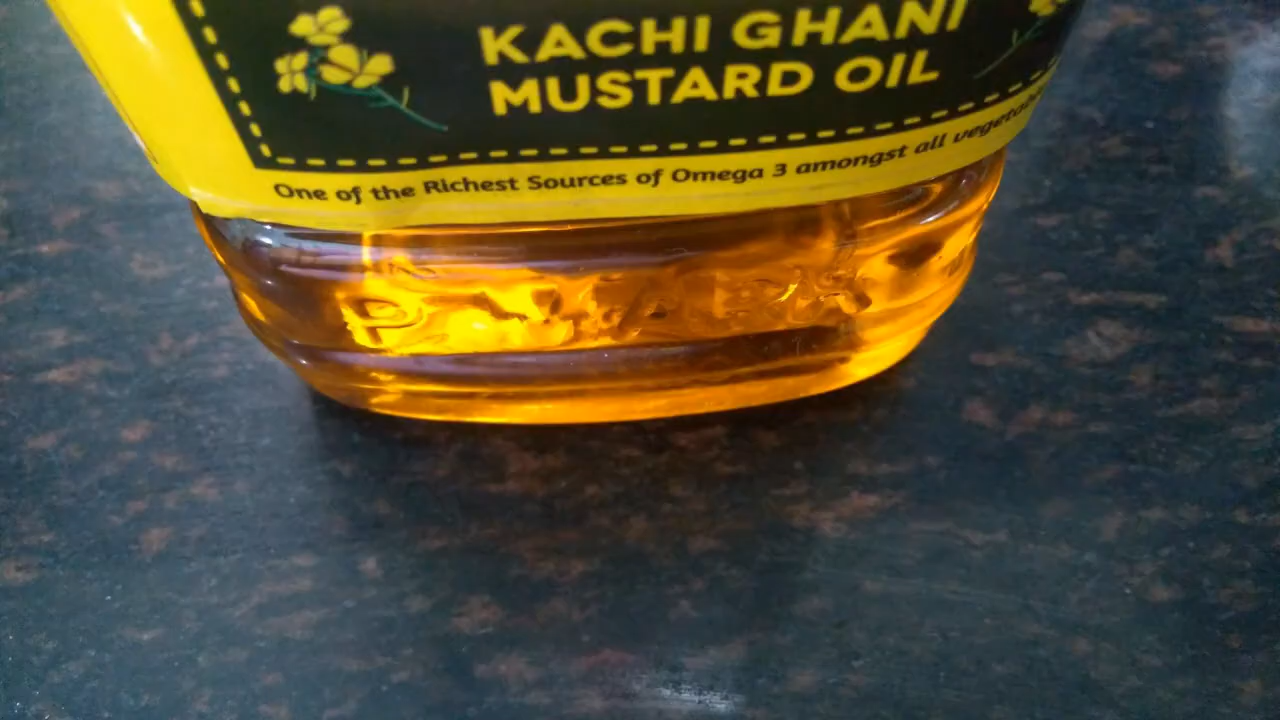 KACHI GHANI
MUSTARD OIL
One of the Richest Sources of Omega 3 amongst all